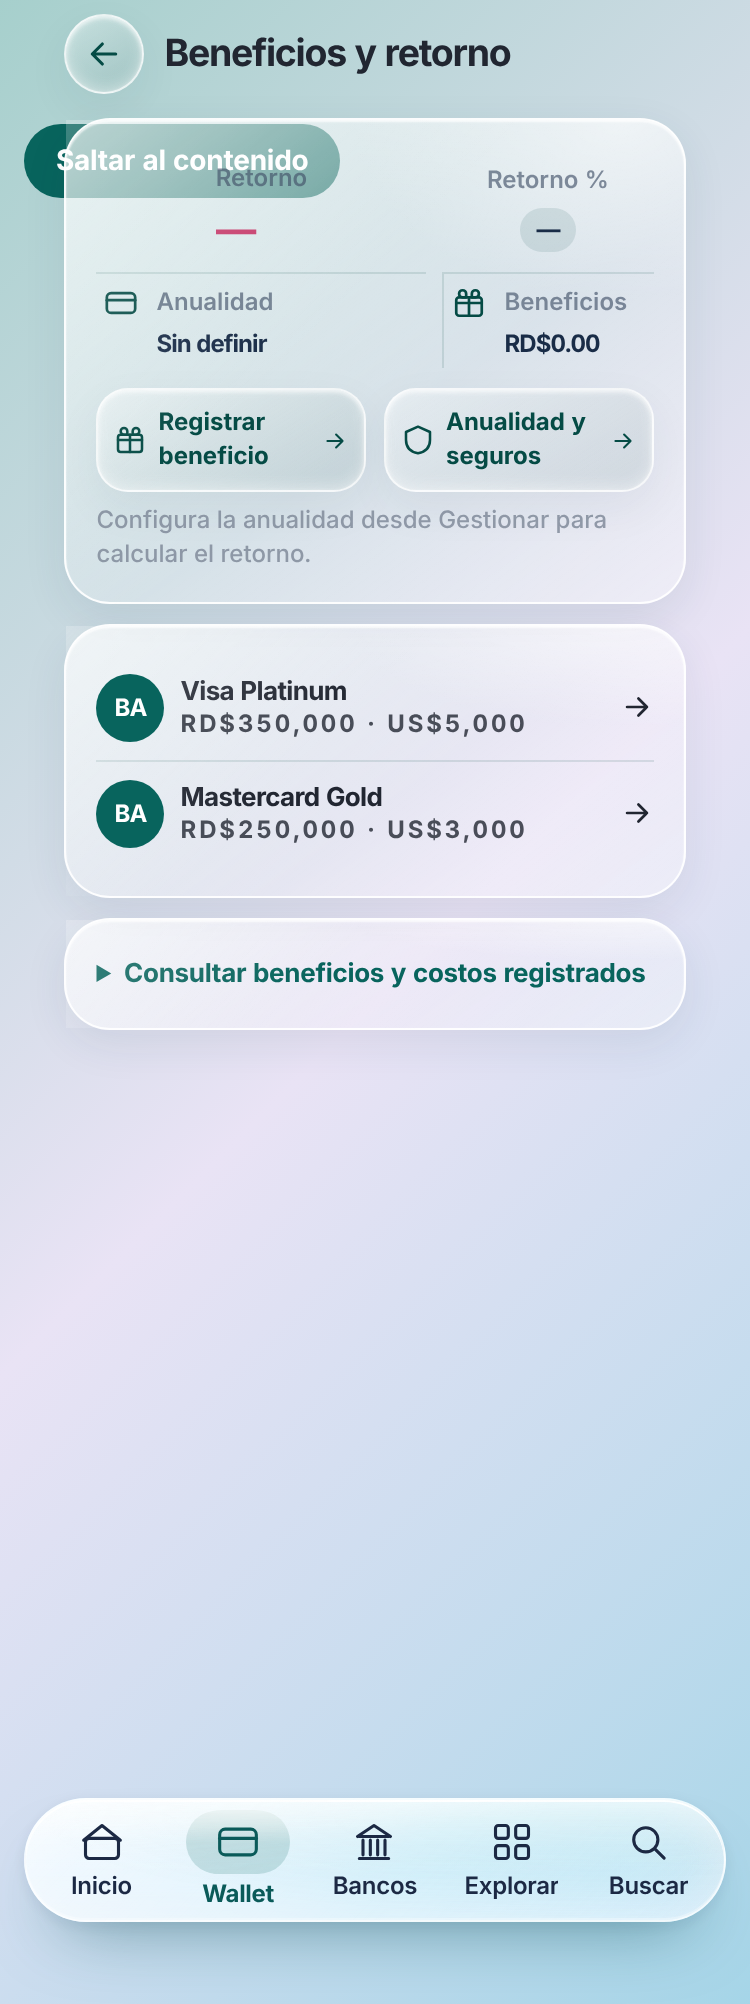 Beneficios y retorno
Saltar al contenido
Retorno
Retorno %
—
—
Anualidad
Sin definir
Beneficios
RD$0.00
Registrar
beneficio
Anualidad y
seguros
Configura la anualidad desde Gestionar para
calcular el retorno.
BA
Visa Platinum
RD$350,000 · US$5,000
BA
Mastercard Gold
RD$250,000 · US$3,000
Consultar beneficios y costos registrados
Inicio
Wallet
Bancos
Explorar
Buscar